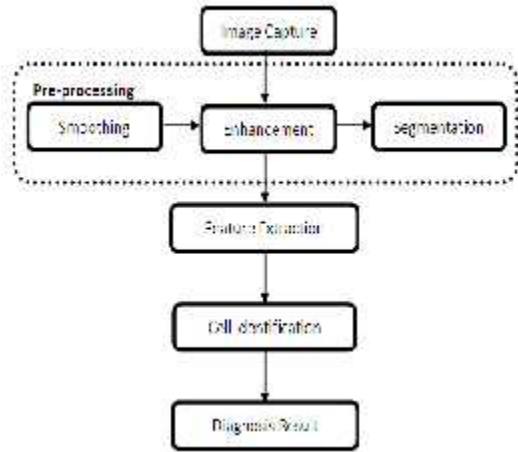 Image Capture
Pre-processing
Smoothing
Enhancement
Segmentation
Feature Extraction
Cell Identification
Diagnosis Result